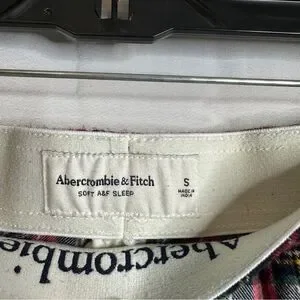 Abercrombie & Fitch
SOFT A&F SLEEP
S
MADE IN
INDIA
Abercrombie